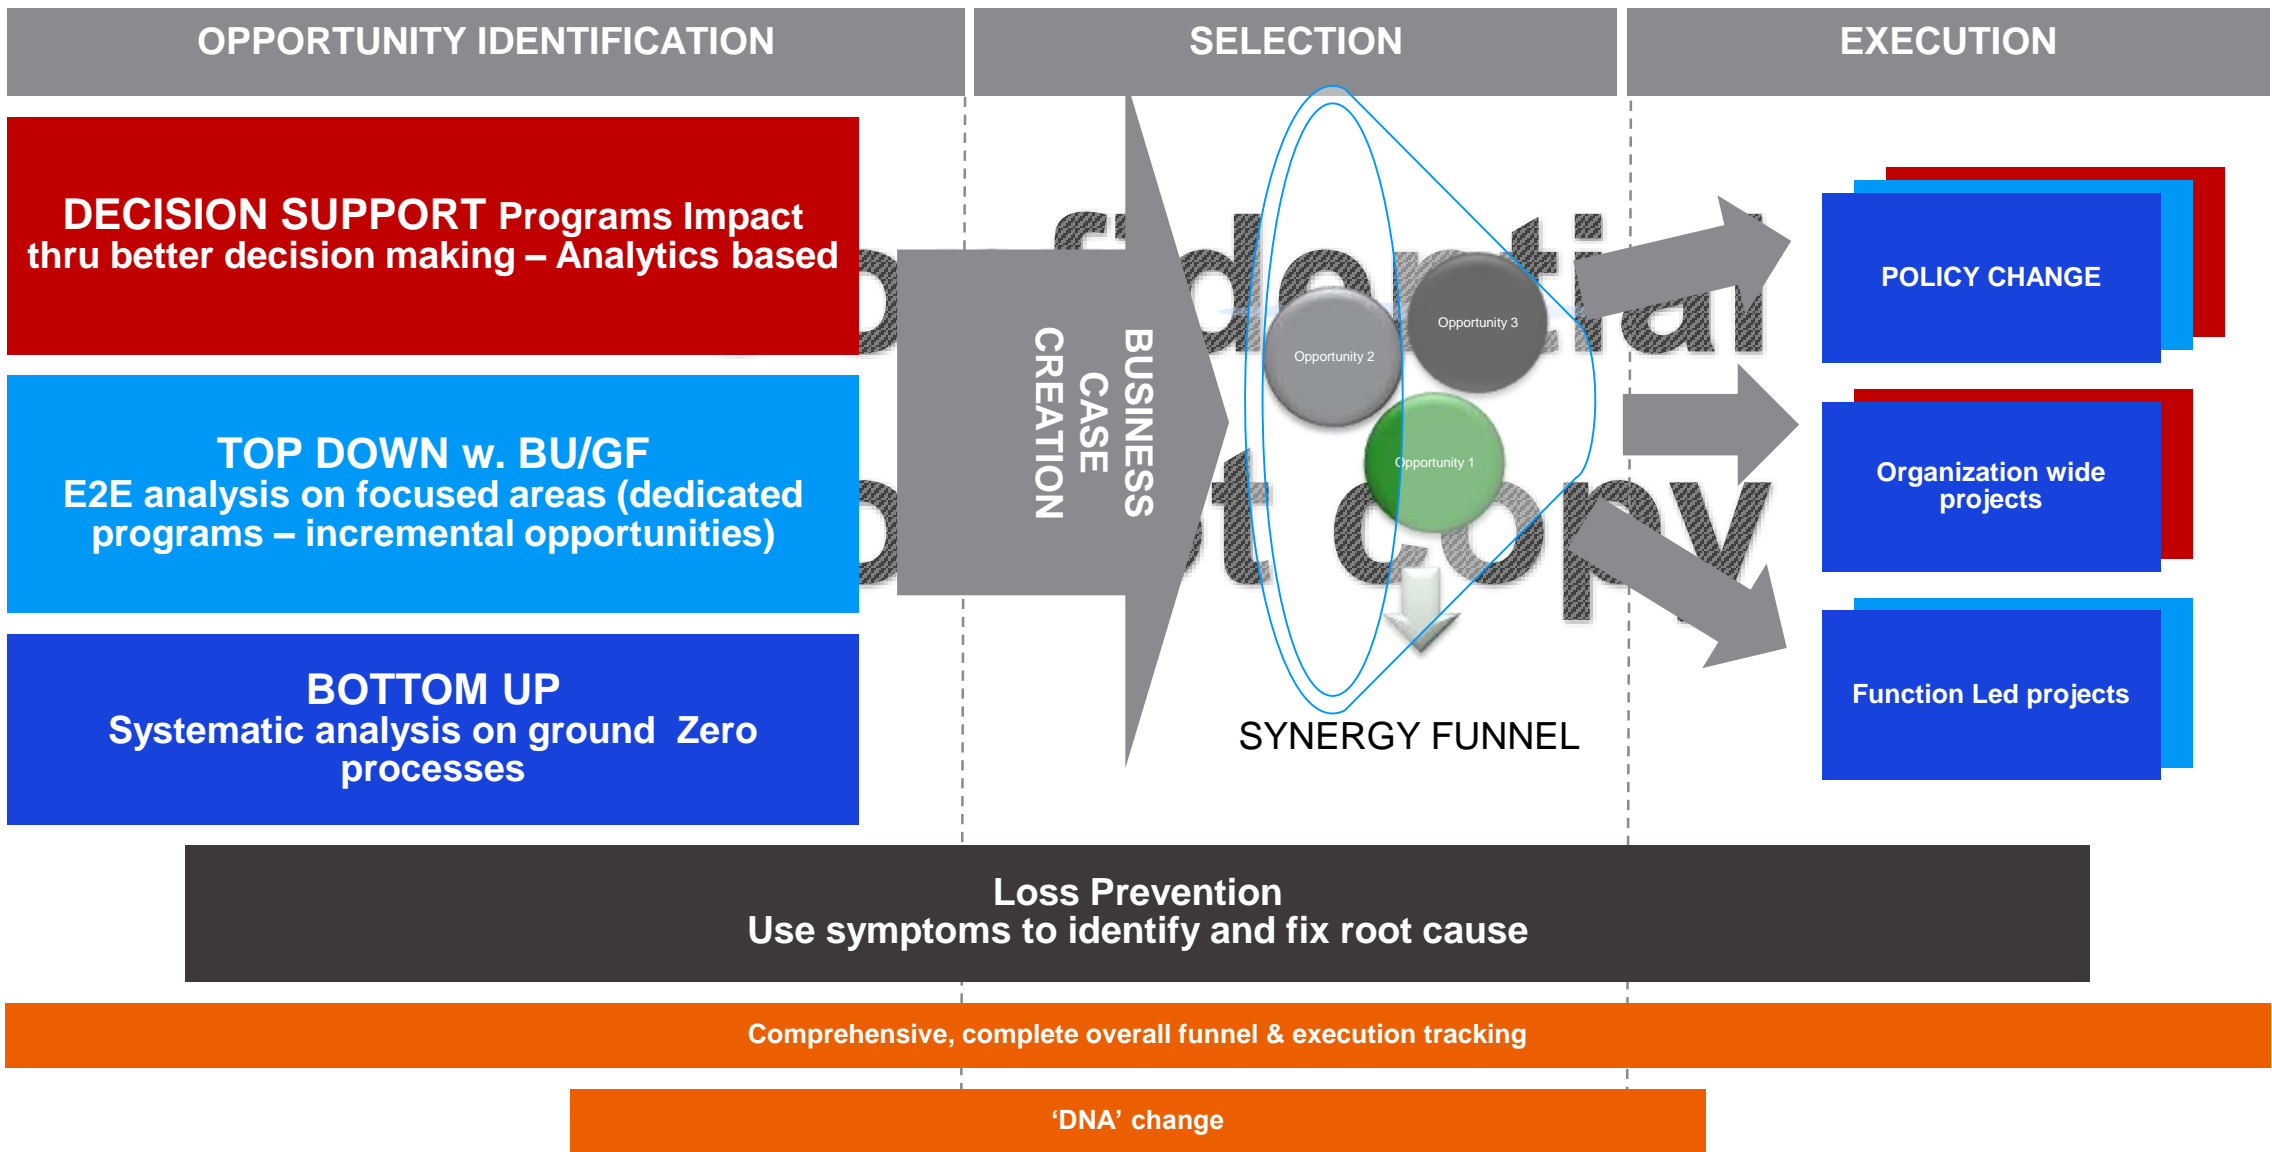 OPPORTUNITY IDENTIFICATION
SELECTION
EXECUTION
DECISION SUPPORT Programs Impact
thru better decision making – Analytics based
TOP DOWN w. BU/GF
E2E analysis on focused areas (dedicated
programs – incremental opportunities)
BOTTOM UP
Systematic analysis on ground  Zero
processes
BUSINESS
CASE
CREATION
Opportunity 3
Opportunity 2
Opportunity 1
SYNERGY FUNNEL
POLICY CHANGE
Organization wide
projects
Function Led projects
Loss Prevention
Use symptoms to identify and fix root cause
Comprehensive, complete overall funnel & execution tracking
‘DNA’ change
copy